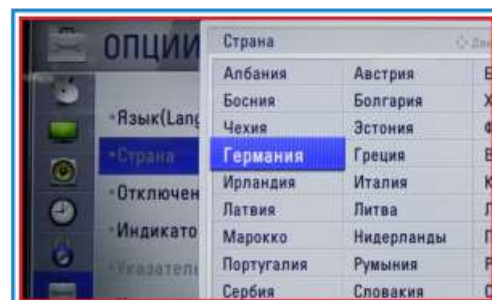 ОПЦИИ
·Язык(Lang
·Страна
·Отключен
·Индикато
·Указатель
Страна
Албания Австрия
Босния Болгария
Чехия Эстония
Германия Греция
Ирландия Италия
Латвия Литва
Марокко Нидерланды
Португалия Румыния
Сербия Словакия